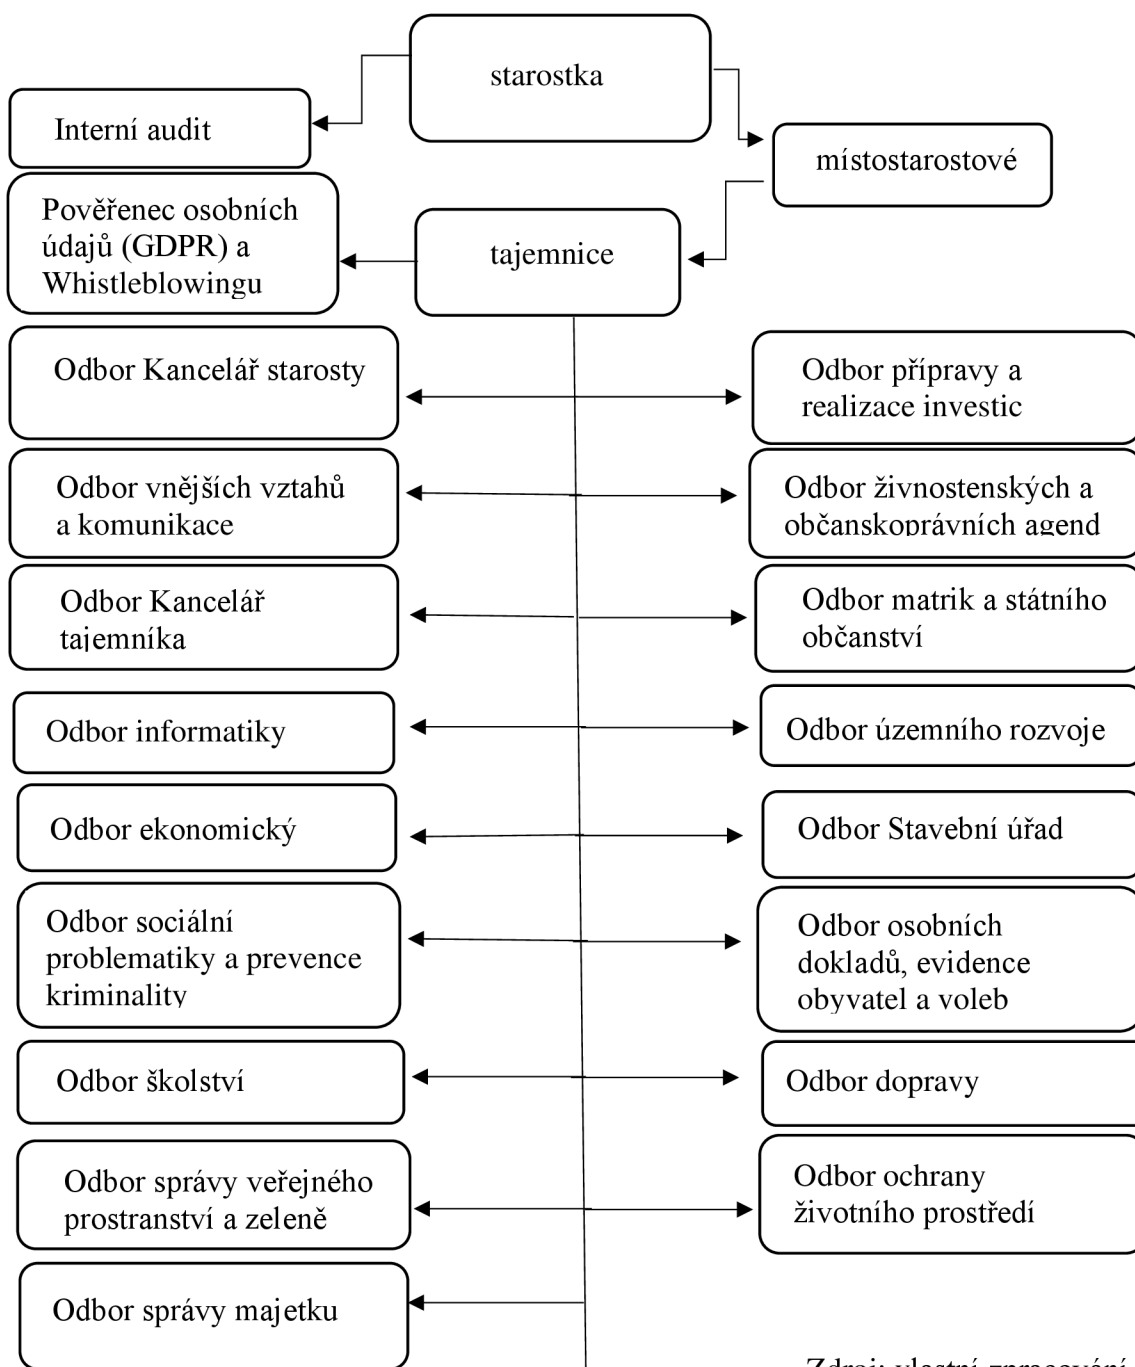 starostka
Interní audit
místostarostové
Pověřenec osobních
údajů (GDPR) a
Whistleblowingu
tajemnice
Odbor Kancelář starosty
Odbor přípravy a
realizace investic
Odbor vnějších vztahů
a komunikace
Odbor živnostenských a
občanskoprávních agend
Odbor Kancelář
tajemníka
Odbor matrik a státního
občanství
Odbor informatiky
Odbor územního rozvoje
Odbor ekonomický
Odbor Stavební úřad
Odbor sociální
problematiky a prevence
kriminality
Odbor osobních
dokladů, evidence
obyvatel a voleb
Odbor školství
Odbor dopravy
Odbor správy veřejného
prostranství a zeleně
Odbor ochrany
životního prostředí
Odbor správy majetku
Zdroj: vlastní zpracování